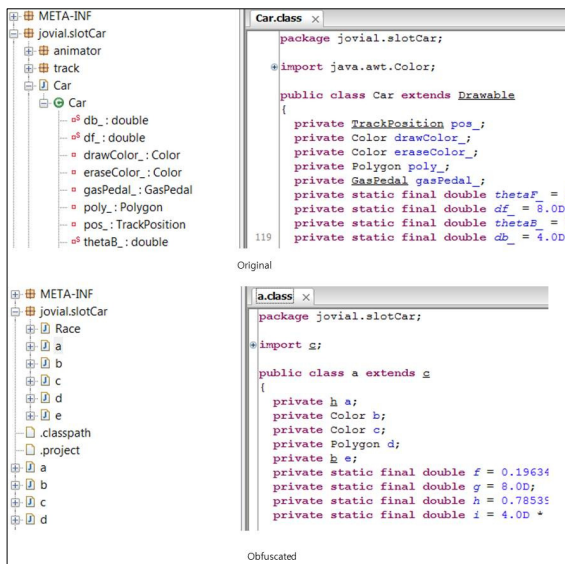 META-INF
jovial.slotCar
animator
track
Car
Car
db_ : double
df_ : double
drawColor_ : Color
eraseColor_ : Color
gasPedal_ : GasPedal
poly_ : Polygon
pos_ : TrackPosition
thetaB_ : double
Car.class
package jovial.slotCar;
import java.awt.Color;
public class Car extends Drawable
{
private TrackPosition pos_;
private Color drawColor_;
private Color eraseColor_;
private Polygon poly_;
private GasPedal gasPedal_;
private static final double thetaF_ =
private static final double df_ = 8.0D
private static final double thetaB_ =
119 private static final double db_ = 4.0D
Original
META-INF
jovial.slotCar
Race
a
b
c
d
e
.classpath
.project
a
b
c
d
a.class
package jovial.slotCar;
import c;
public class a extends c
{
private h a;
private Color b;
private Color c;
private Polygon d;
private b e;
private static final double f = 0.19634
private static final double g = 8.0D;
private static final double h = 0.78539
private static final double i = 4.0D *
Obfuscated